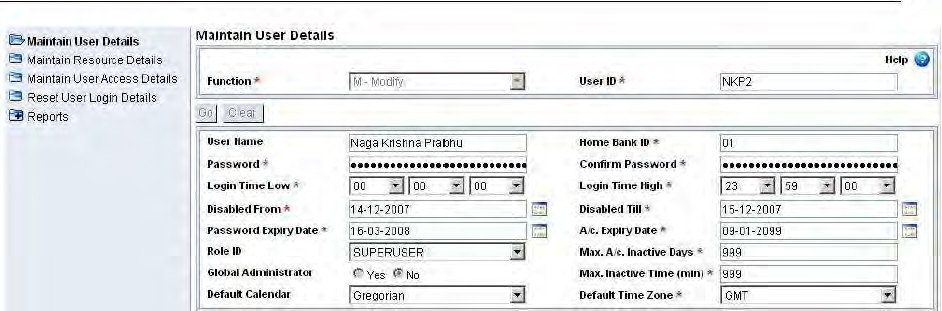 Maintain User Details
Maintain Resource Details
Maintain User Access Details
Reset User Login Details
Reports
Maintain User Details
Help
Function * M - Modify User ID * NKP2
Go Clear
User Name Naga Krishna Prabhu Home Bank ID * 01
Password * Confirm Password *
Login Time Low * 00 00 00 Login Time High * 23 59 00
Disabled From * 14-12-2007 Disabled Till * 15-12-2007
Password Expiry Date * 16-03-2008 A/c. Expiry Date * 09-01-2099
Role ID SUPERUSER Max. A/c. Inactive Days * 999
Global Administrator Yes No Max. Inactive Time (min) * 999
Default Calendar Gregorian Default Time Zone * GMT